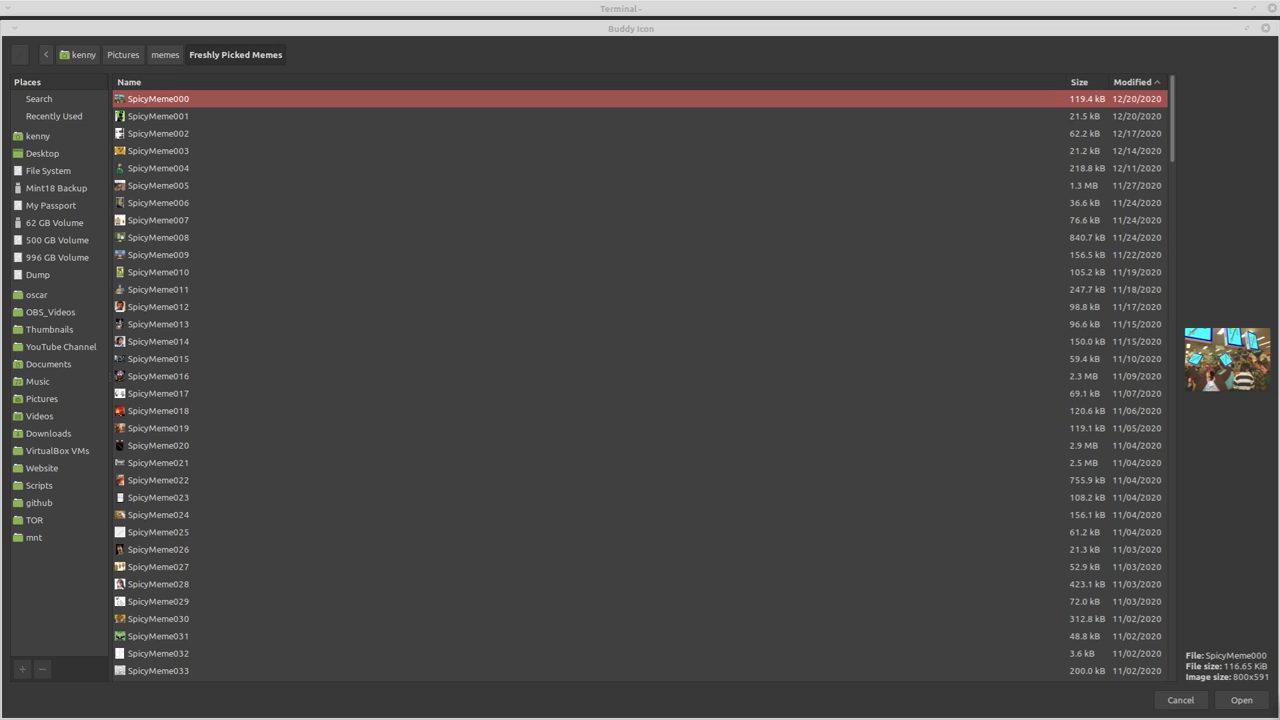 Terminal -
Buddy Icon
kenny Pictures memes Freshly Picked Memes
Places
Search
Recently Used
kenny
Desktop
File System
Mint18 Backup
My Passport
62 GB Volume
500 GB Volume
996 GB Volume
Dump
oscar
OBS_Videos
Thumbnails
YouTube Channel
Documents
Music
Pictures
Videos
Downloads
VirtualBox VMs
Website
Scripts
github
TOR
mnt
Name Size Modified
SpicyMeme000 119.4 kB 12/20/2020
SpicyMeme001 21.5 kB 12/20/2020
SpicyMeme002 62.2 kB 12/17/2020
SpicyMeme003 21.2 kB 12/14/2020
SpicyMeme004 218.8 kB 12/11/2020
SpicyMeme005 1.3 MB 11/27/2020
SpicyMeme006 36.6 kB 11/24/2020
SpicyMeme007 76.6 kB 11/24/2020
SpicyMeme008 840.7 kB 11/24/2020
SpicyMeme009 156.5 kB 11/22/2020
SpicyMeme010 105.2 kB 11/19/2020
SpicyMeme011 247.7 kB 11/18/2020
SpicyMeme012 98.8 kB 11/17/2020
SpicyMeme013 96.6 kB 11/15/2020
SpicyMeme014 150.0 kB 11/15/2020
SpicyMeme015 59.4 kB 11/10/2020
SpicyMeme016 2.3 MB 11/09/2020
SpicyMeme017 69.1 kB 11/07/2020
SpicyMeme018 120.6 kB 11/06/2020
SpicyMeme019 119.1 kB 11/05/2020
SpicyMeme020 2.9 MB 11/04/2020
SpicyMeme021 2.5 MB 11/04/2020
SpicyMeme022 755.9 kB 11/04/2020
SpicyMeme023 108.2 kB 11/04/2020
SpicyMeme024 156.1 kB 11/04/2020
SpicyMeme025 61.2 kB 11/04/2020
SpicyMeme026 21.3 kB 11/03/2020
SpicyMeme027 52.9 kB 11/03/2020
SpicyMeme028 423.1 kB 11/03/2020
SpicyMeme029 72.0 kB 11/03/2020
SpicyMeme030 312.8 kB 11/02/2020
SpicyMeme031 48.8 kB 11/02/2020
SpicyMeme032 3.6 kB 11/02/2020
SpicyMeme033 200.0 kB 11/02/2020
File: SpicyMeme000
File size: 116.65 KiB
Image size: 800x591
Cancel Open